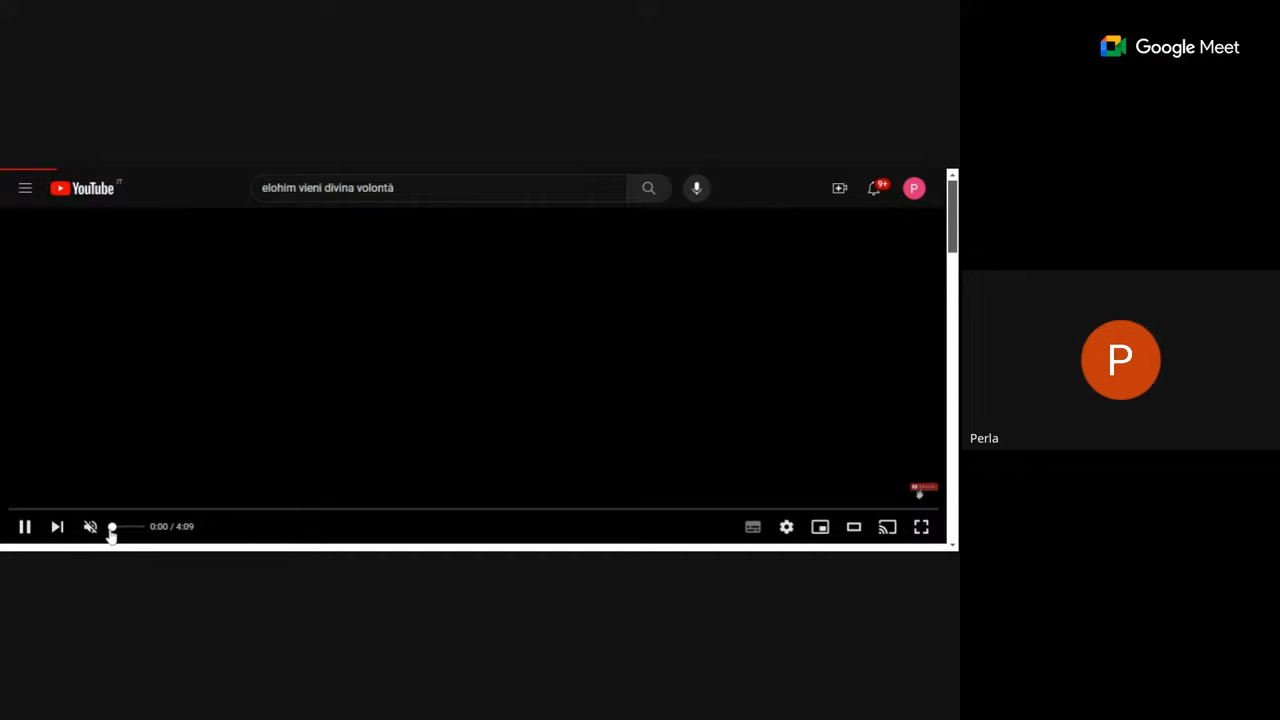 Google Meet
YouTube IT
elohim vieni divina volontà
9+
P
P
Perla
0:00 / 4:09